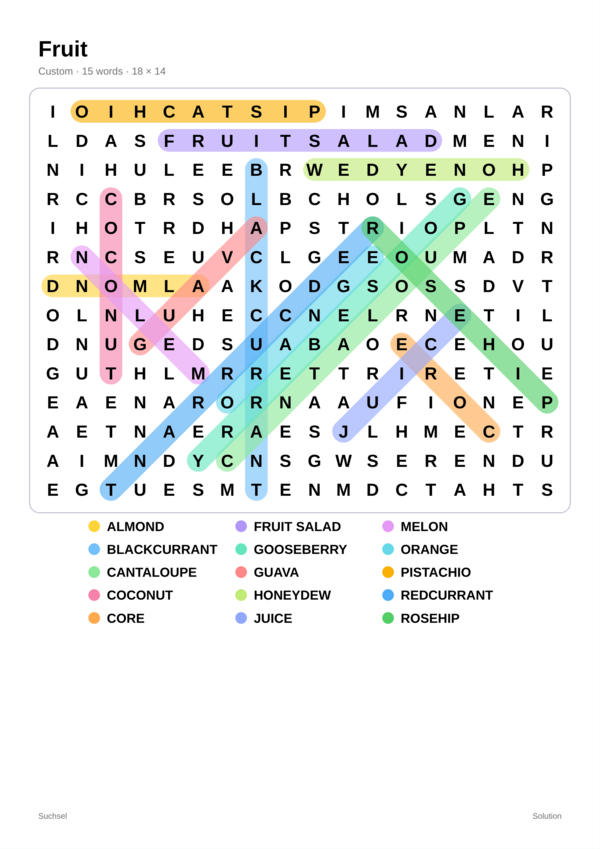 Fruit
Custom · 15 words · 18 × 14
I O I H C A T S I P I M S A N L A R
L D A S F R U I T S A L A D M E N I
N I H U L E E B R W E D Y E N O H P
R C C B R S O L B C H O L S G E N G
I H O T R D H A P S T R I O P L T N
R N C S E U V C L G E E O U M A D R
D N O M L A A K O D G S O S S D V T
O L N L U H E C C N E L R N E T I L
D N U G E D S U A B A O E C E H O U
G U T H L M R R E T T R I R E T I E
E A E N A R O R N A A U F I O N E P
A E T N A E R A E S J L H M E C T R
A I M N D Y C N S G W S E R E N D U
E G T U E S M T E N M D C T A H T S
ALMOND FRUIT SALAD MELON
BLACKCURRANT GOOSEBERRY ORANGE
CANTALOUPE GUAVA PISTACHIO
COCONUT HONEYDEW REDCURRANT
CORE JUICE ROSEHIP
Suchsel Solution